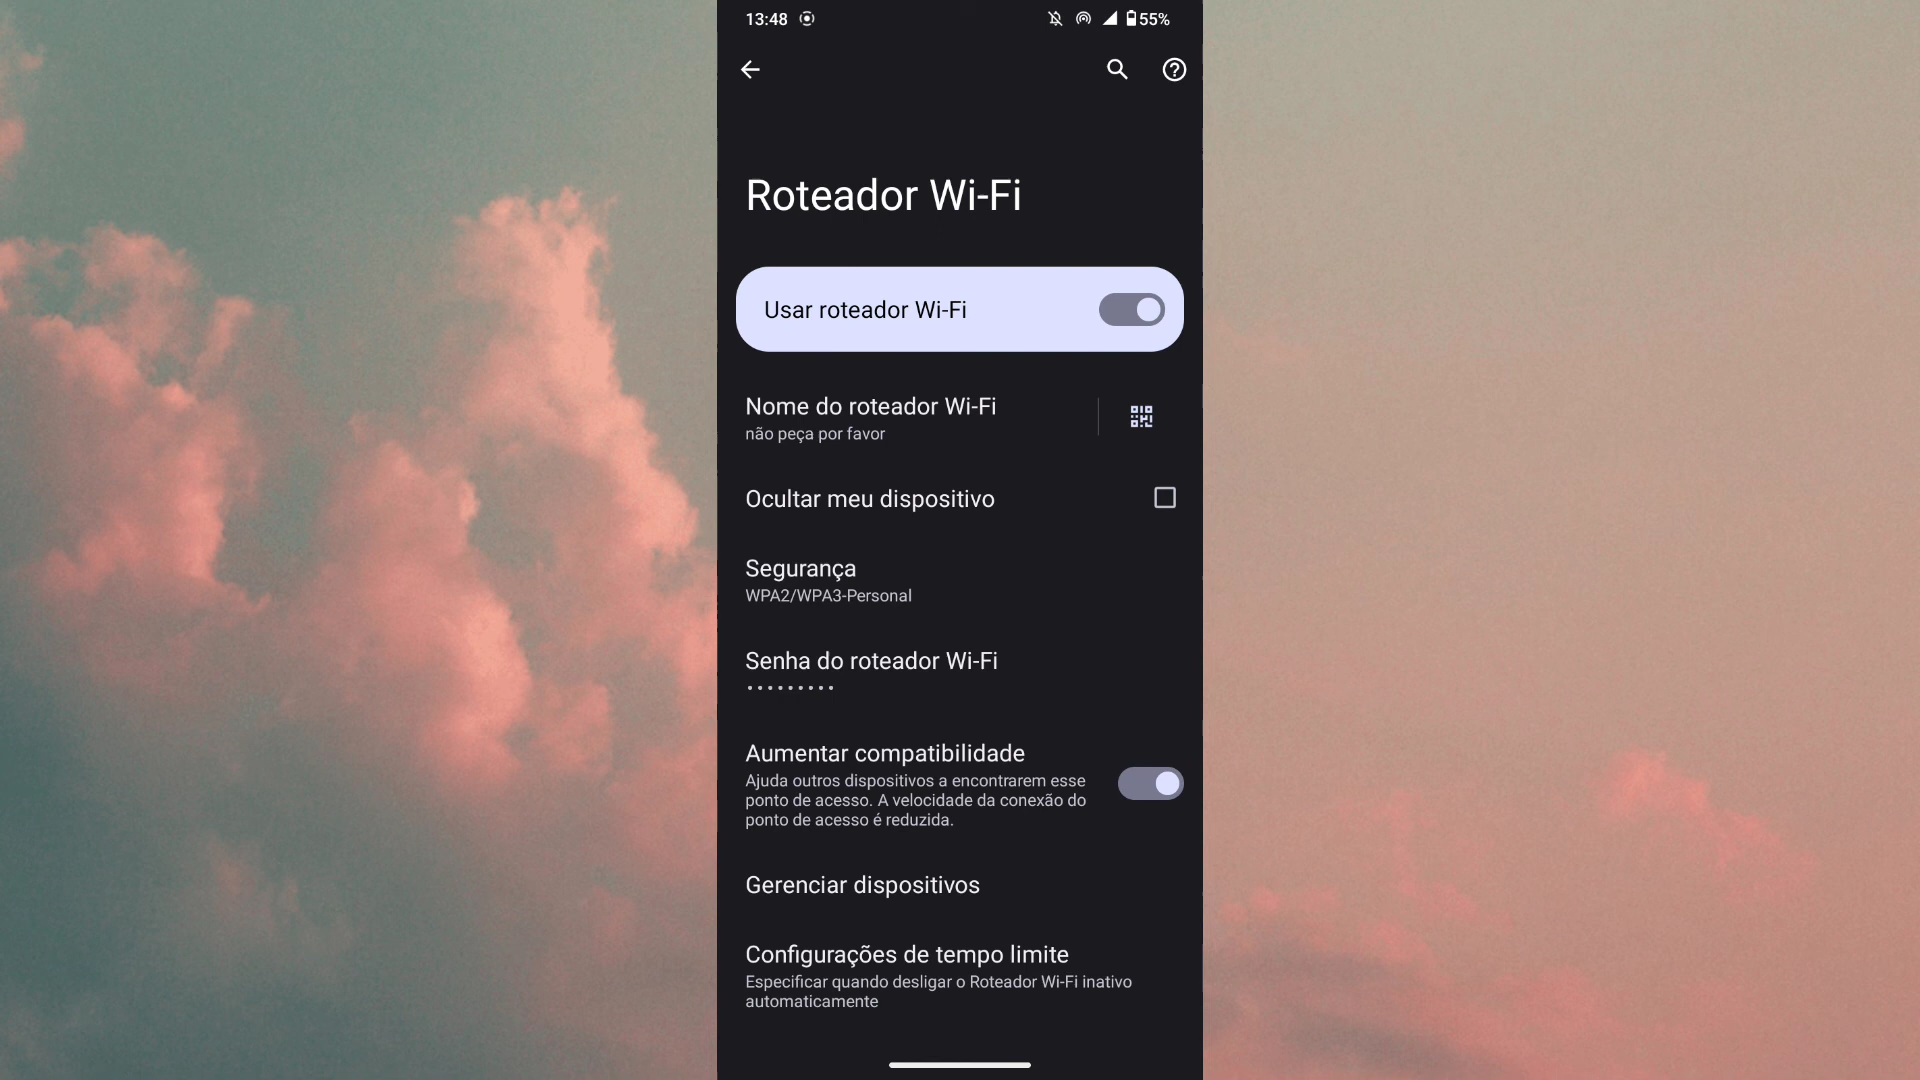 13:48
55%
Roteador Wi-Fi
Usar roteador Wi-Fi
Nome do roteador Wi-Fi
não peça por favor
Ocultar meu dispositivo
Segurança
WPA2/WPA3-Personal
Senha do roteador Wi-Fi
•••••••••
Aumentar compatibilidade
Ajuda outros dispositivos a encontrarem esse
ponto de acesso. A velocidade da conexão do
ponto de acesso é reduzida.
Gerenciar dispositivos
Configurações de tempo limite
Especificar quando desligar o Roteador Wi-Fi inativo
automaticamente